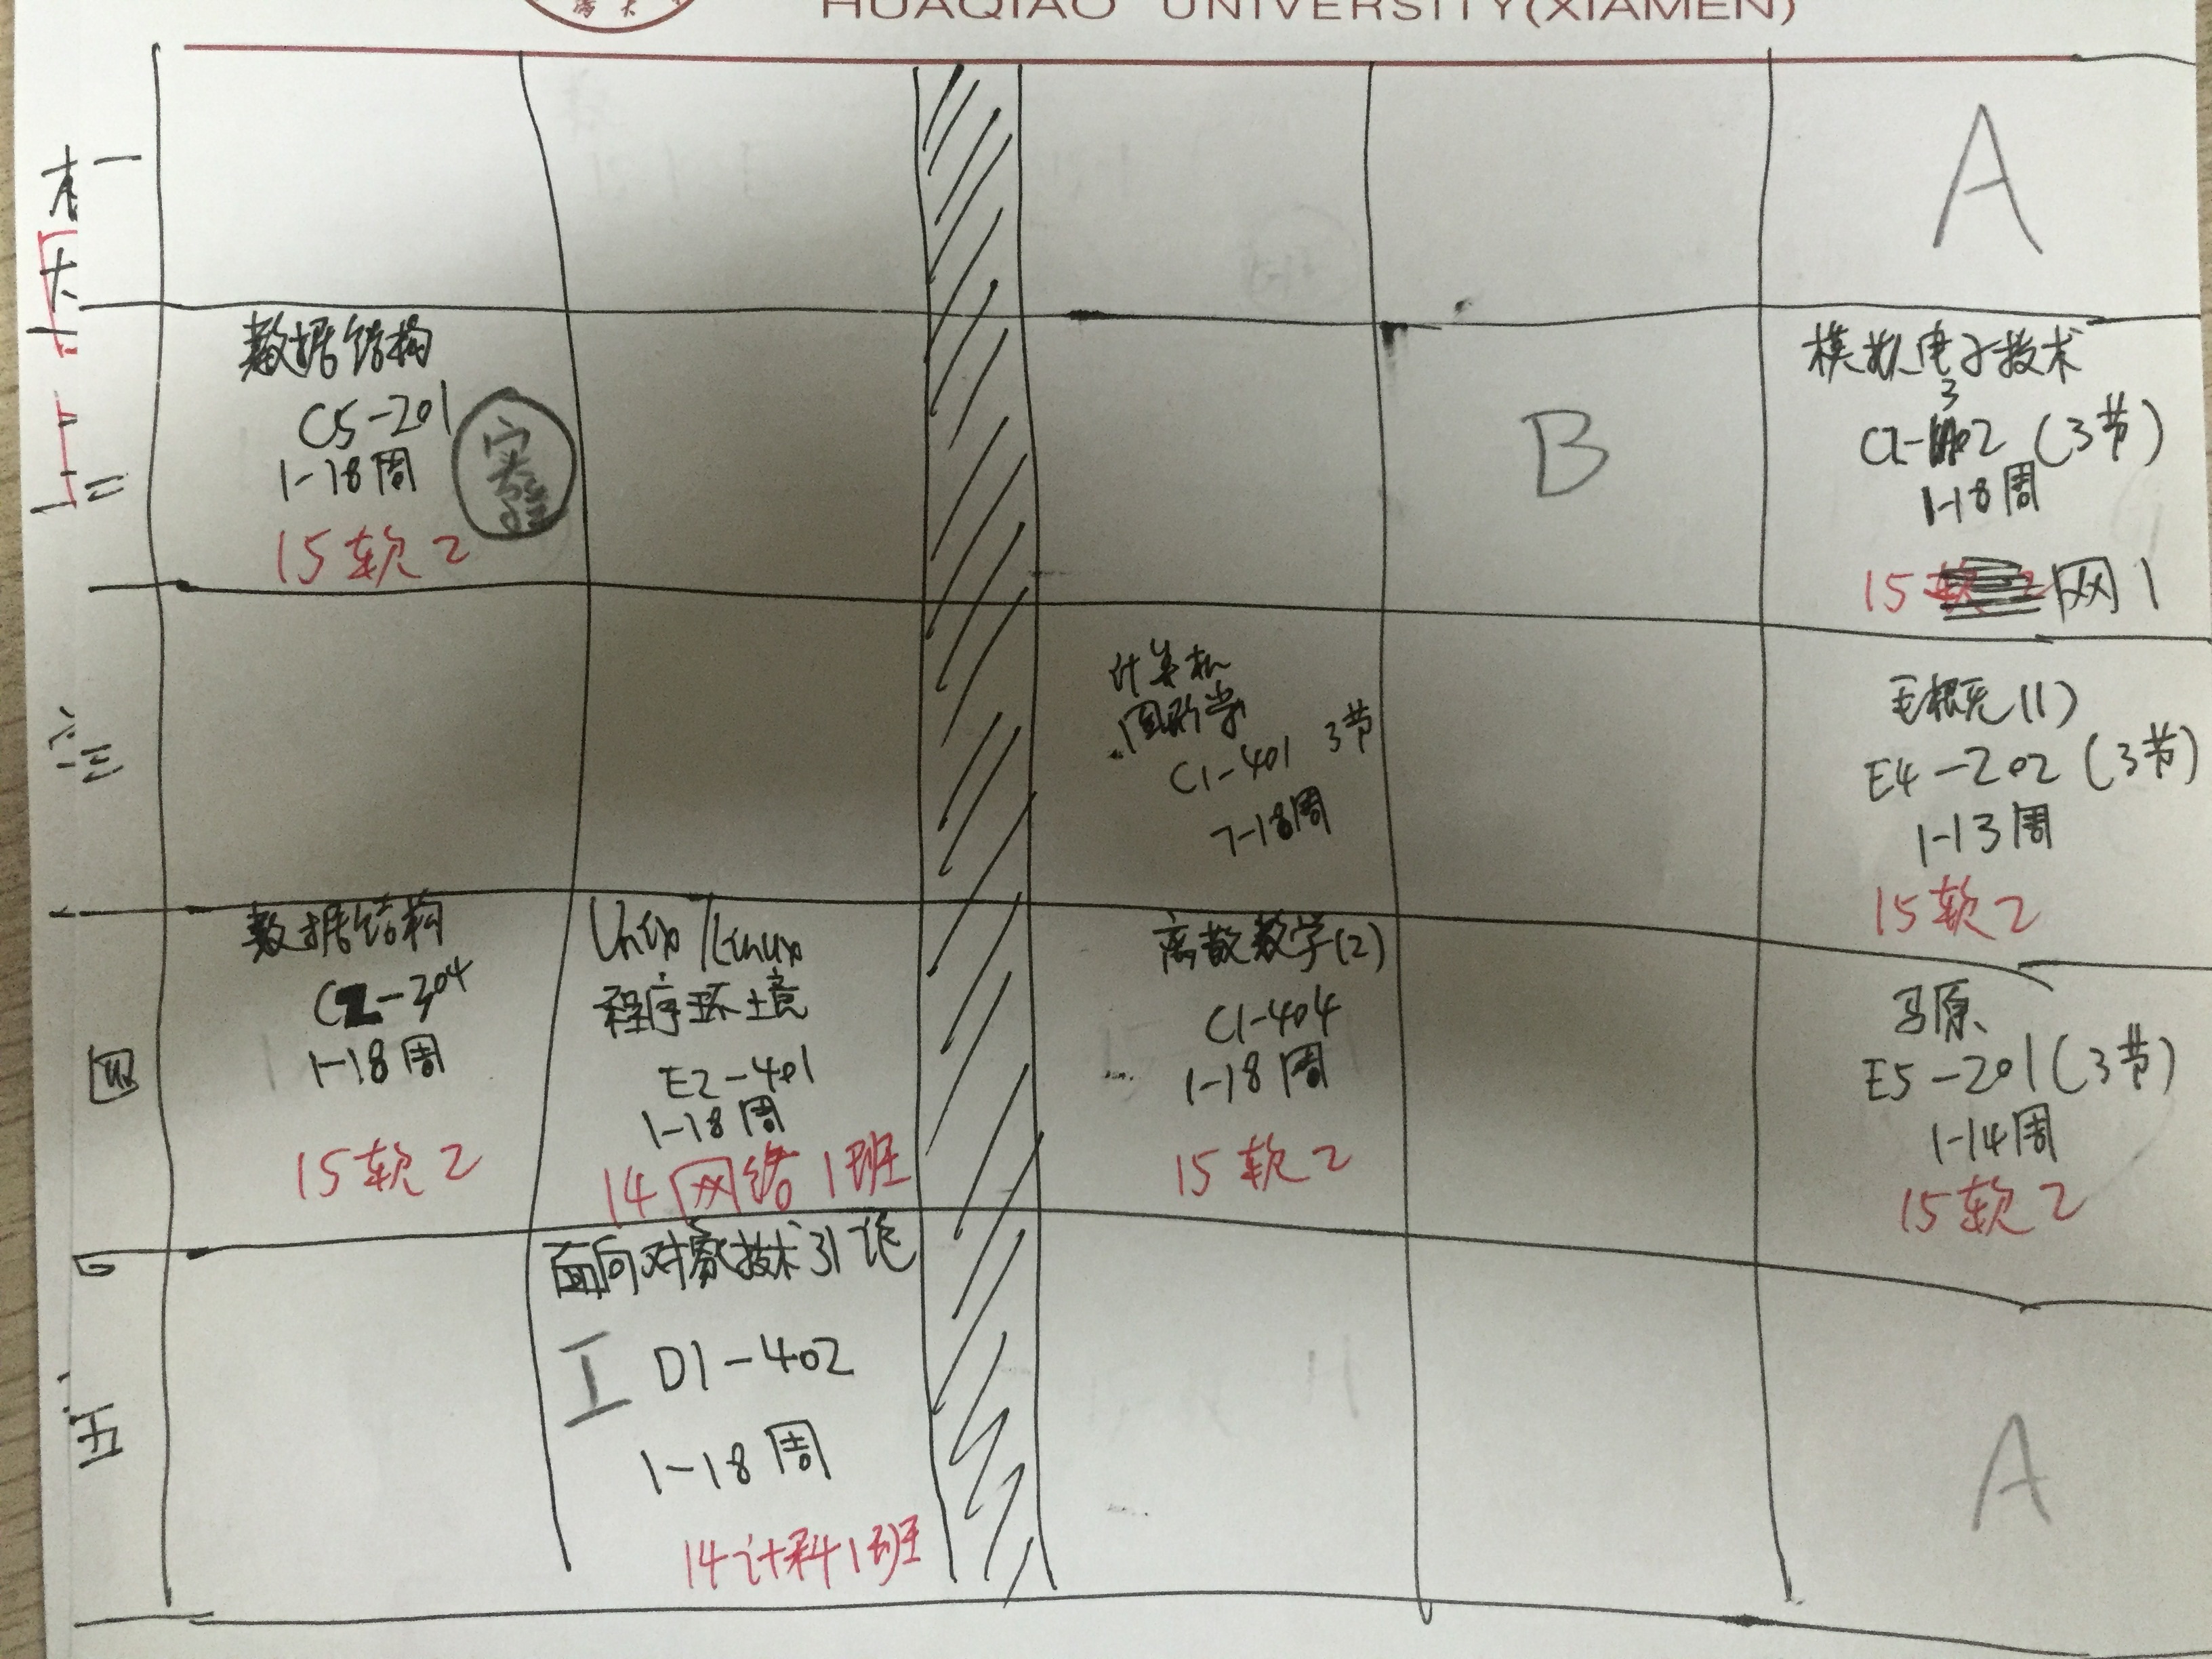 HUAQIAO UNIVERSITY(XIAMEN)
一
二
三
四
五
数据结构
C5-201
1-18周
15软2
数据结构
C2-304
1-18周
15软2
Unix/Linux
程序环境
E2-401
1-18周
14网络1班
面向对象技术引论
D1-402
1-18周
14计科1班
计算机
图形学
C1-401 3节
7-18周
离散数学(2)
C1-404
1-18周
15软2
B
A
模拟电子技术
(3节)
1-18周
15
网1
毛概(1)
E4-202(3节)
1-13周
15软2
马原
E5-201(3节)
1-14周
15软2
A